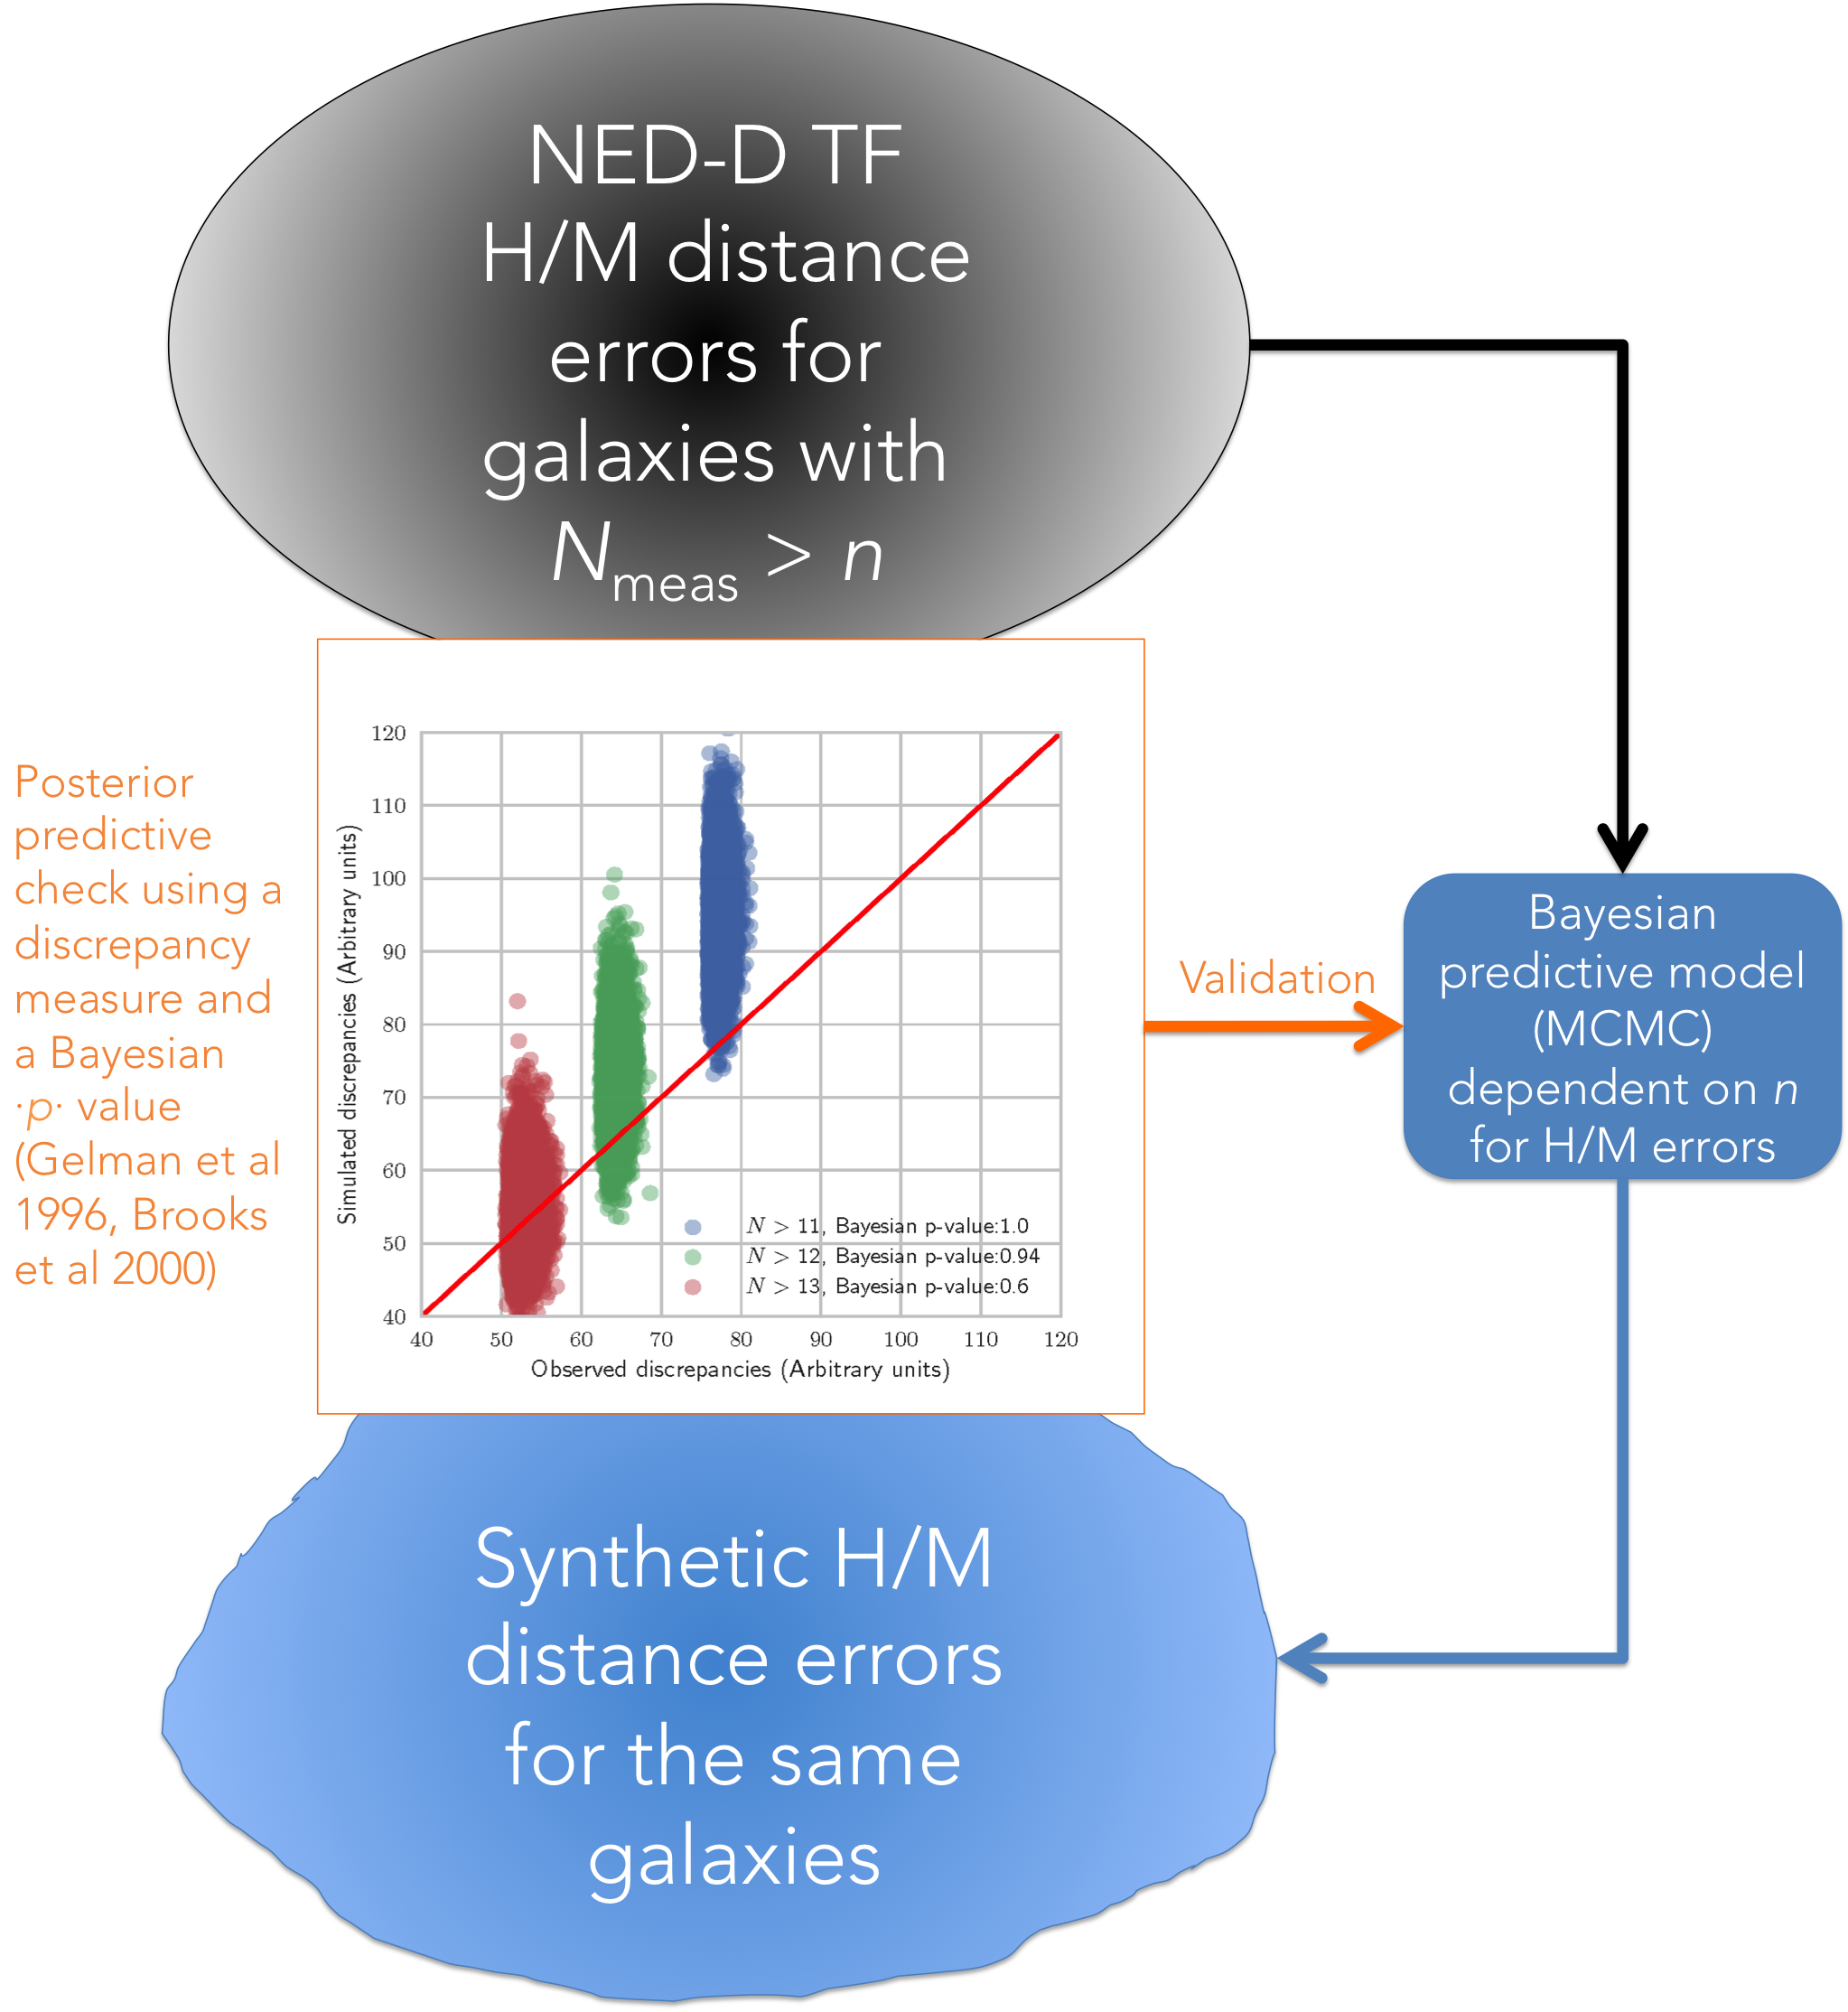 NED-D TF
H/M distance
errors for
galaxies with
N_meas > n
Posterior
predictive
check using a
discrepancy
measure and
a Bayesian
·p· value
(Gelman et al
1996, Brooks
et al 2000)
120
110
100
90
80
70
60
50
40
Simulated discrepancies (Arbitrary units)
N > 11, Bayesian p-value:1.0
N > 12, Bayesian p-value:0.94
N > 13, Bayesian p-value:0.6
40 50 60 70 80 90 100 110 120
Observed discrepancies (Arbitrary units)
Validation
Bayesian
predictive model
(MCMC)
dependent on n
for H/M errors
Synthetic H/M
distance errors
for the same
galaxies